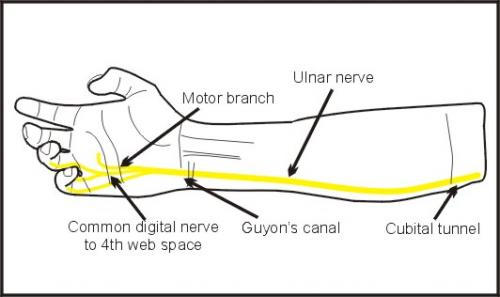 Ulnar nerve
Motor branch
Common digital nerve
to 4th web space
Guyon's canal
Cubital tunnel